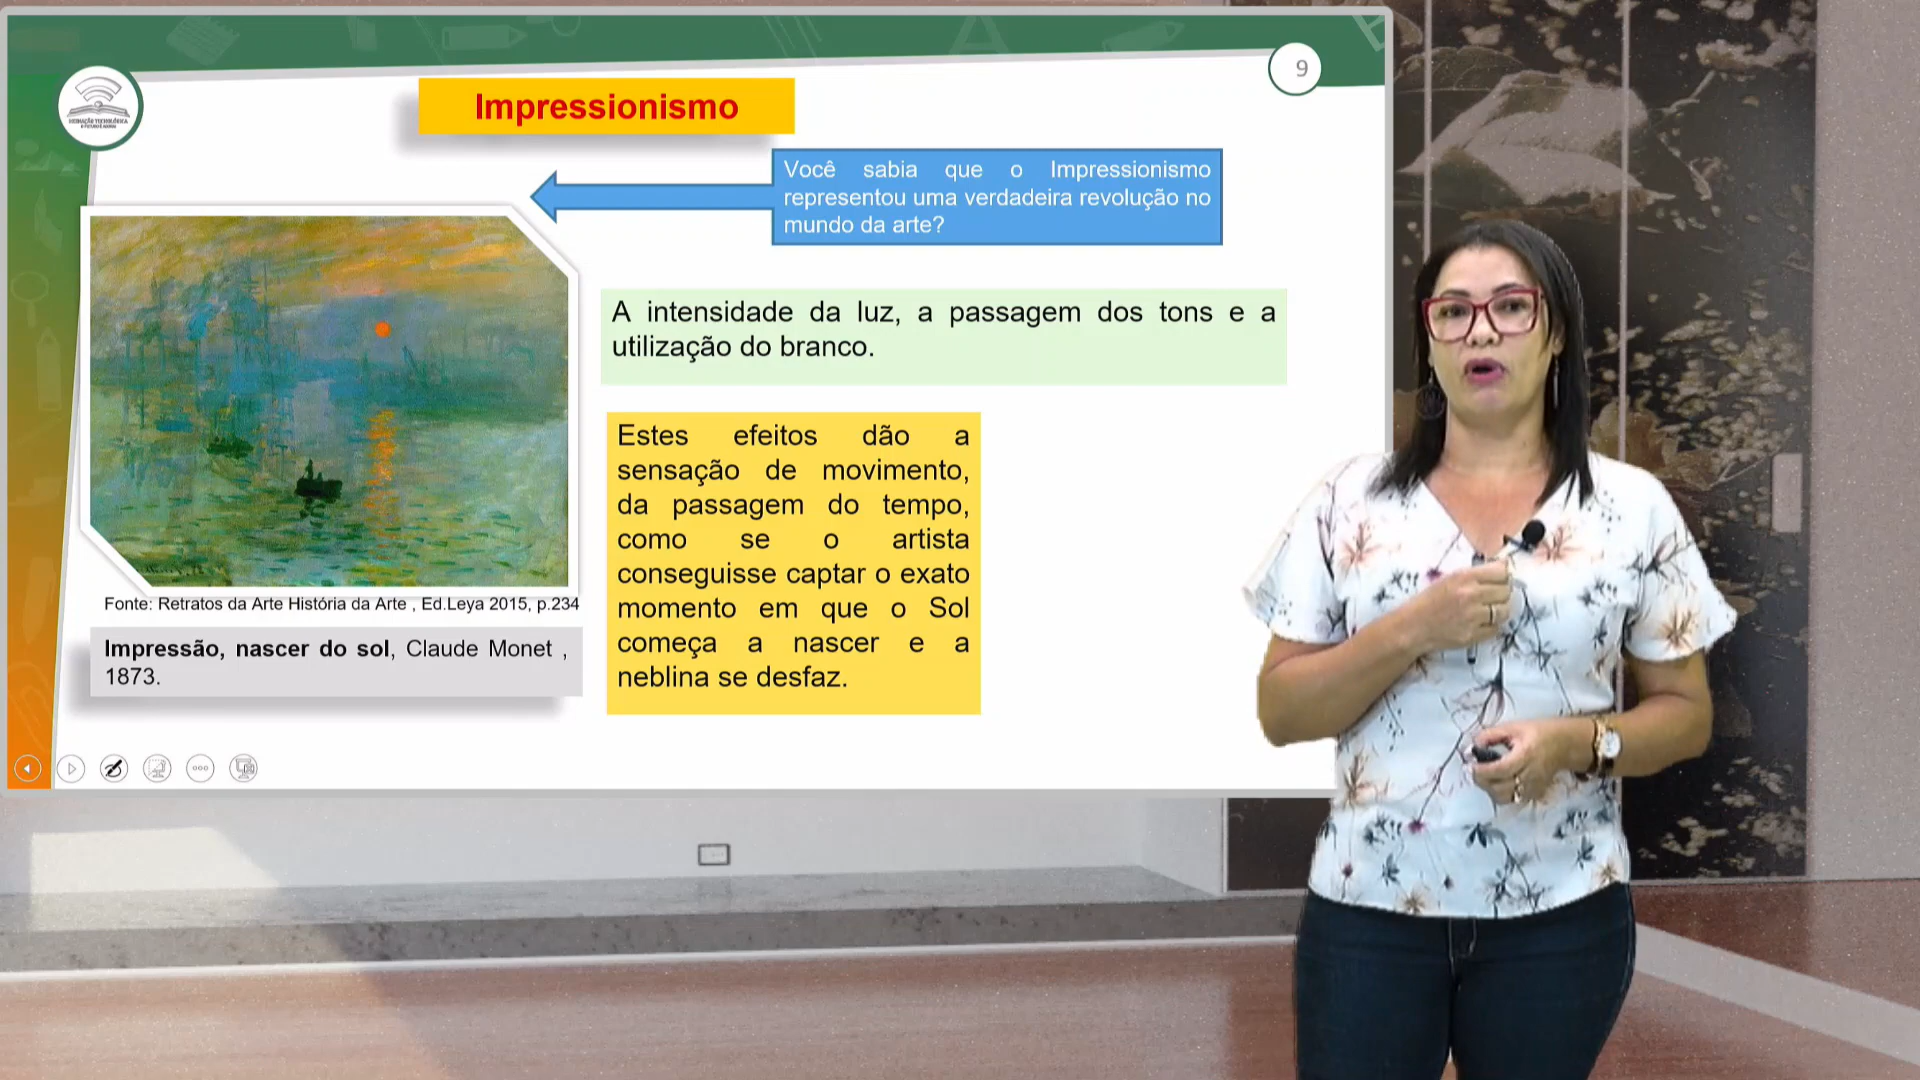 9
Impressionismo
Você sabia que o Impressionismo
representou uma verdadeira revolução no
mundo da arte?
A intensidade da luz, a passagem dos tons e a
utilização do branco.
Estes efeitos dão a
sensação de movimento,
da passagem do tempo,
como se o artista
conseguisse captar o exato
momento em que o Sol
começa a nascer e a
neblina se desfaz.
Fonte: Retratos da Arte História da Arte , Ed.Leya 2015, p.234
Impressão, nascer do sol, Claude Monet ,
1873.